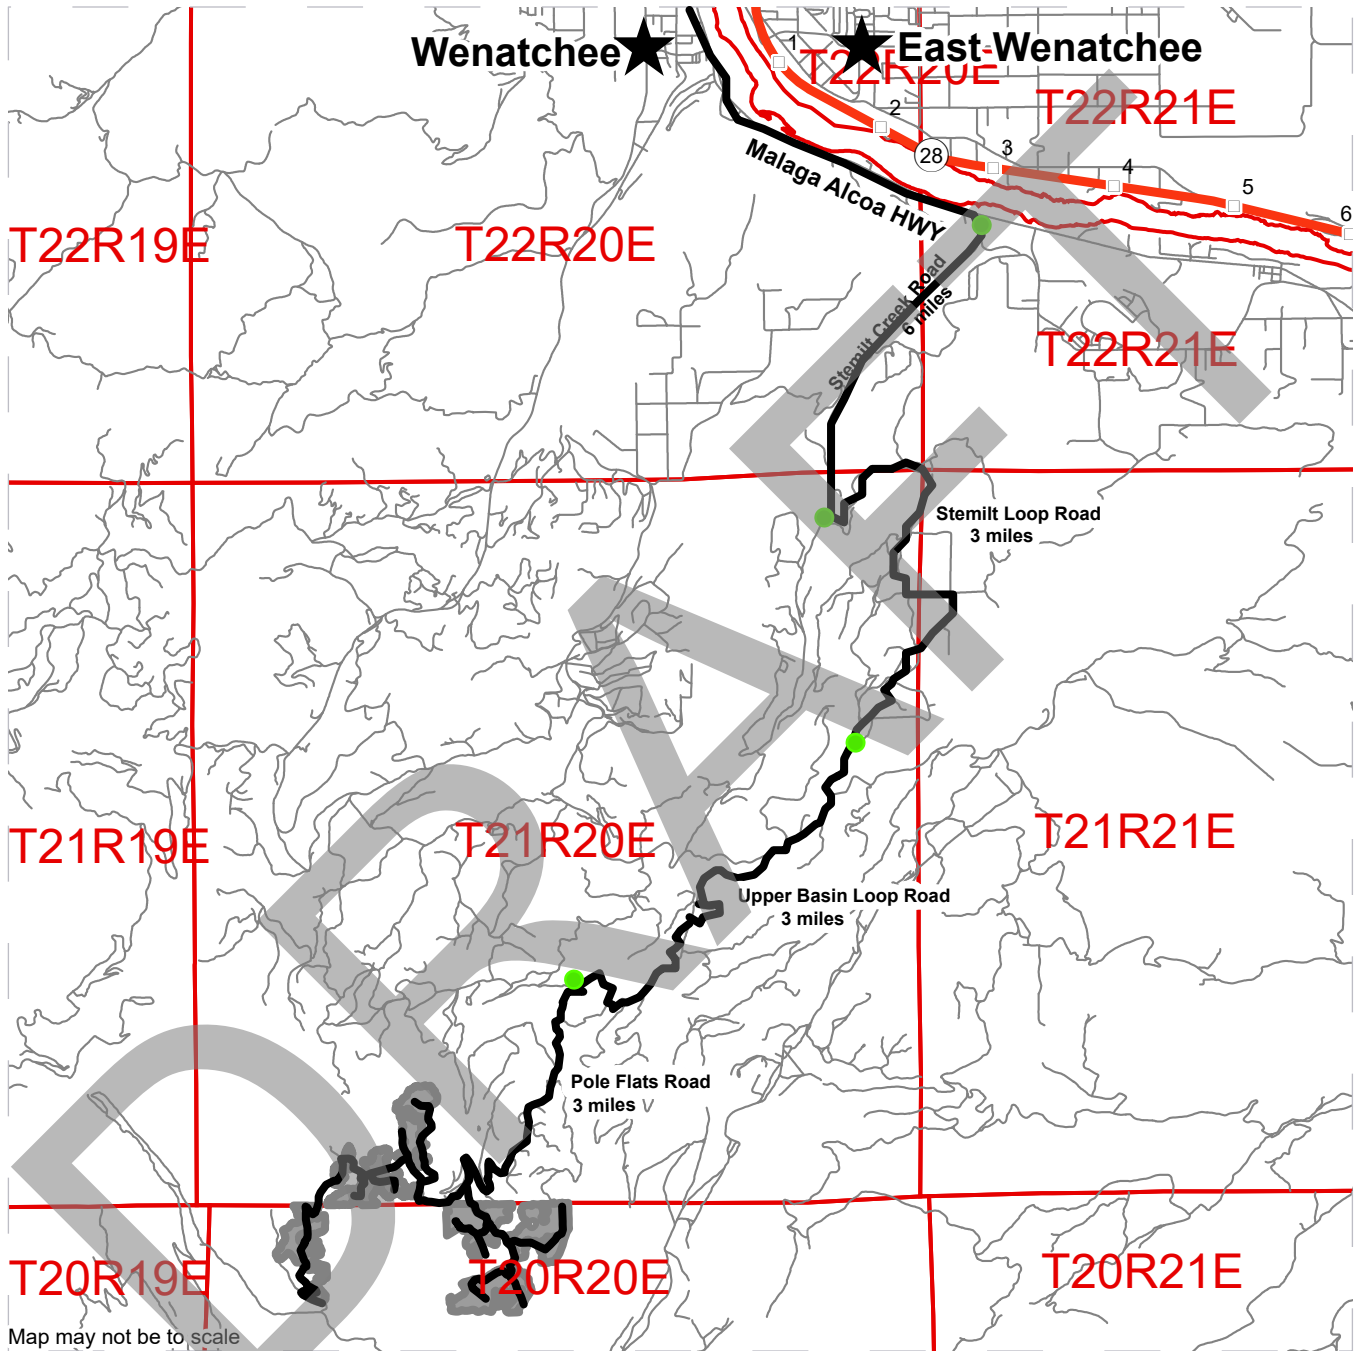 Wenatchee
East Wenatchee
1
T22R20E
T22R21E
2
28
3
4
5
6
Malaga Alcoa HWY
T22R19E
T22R20E
Stemilt Creek Road
6 miles
T22R21E
Stemilt Loop Road
3 miles
T21R19E
T21R20E
T21R21E
Upper Basin Loop Road
3 miles
Pole Flats Road
3 miles
T20R19E
T20R20E
T20R21E
Map may not be to scale
DRAFT